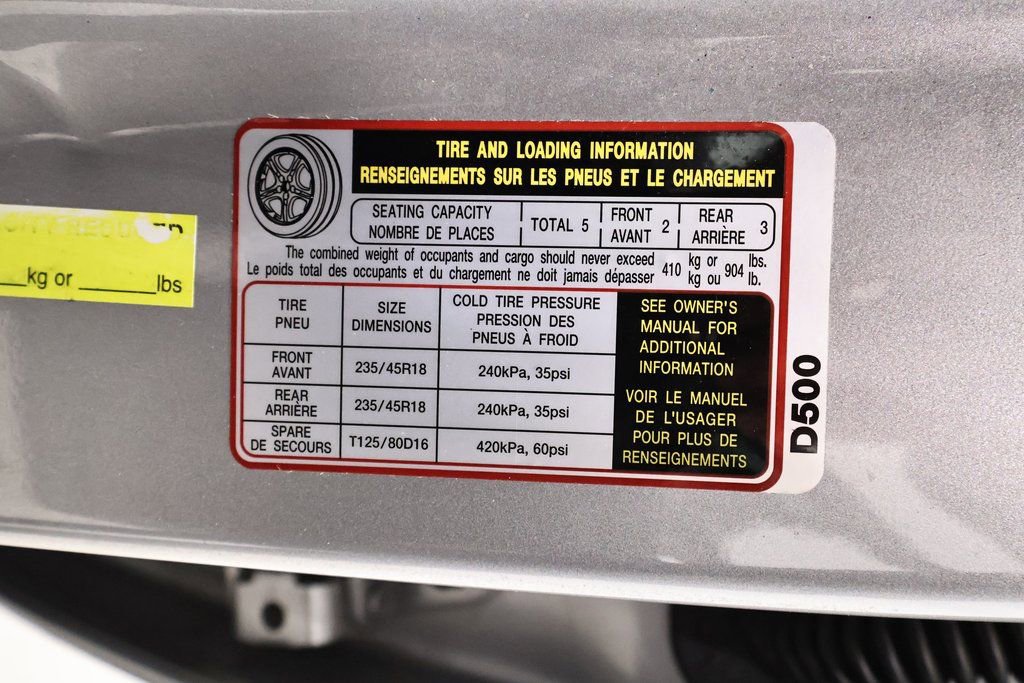 kg or lbs
TIRE AND LOADING INFORMATION
RENSEIGNEMENTS SUR LES PNEUS ET LE CHARGEMENT
SEATING CAPACITY
NOMBRE DE PLACES
TOTAL 5
FRONT
AVANT 2
REAR
ARRIÈRE 3
The combined weight of occupants and cargo should never exceed
Le poids total des occupants et du chargement ne doit jamais dépasser
410 kg or
kg ou 904 lbs.
lb.
TIRE
PNEU
SIZE
DIMENSIONS
COLD TIRE PRESSURE
PRESSION DES
PNEUS À FROID
FRONT
AVANT
235/45R18
240kPa, 35psi
REAR
ARRIÈRE
235/45R18
240kPa, 35psi
SPARE
DE SECOURS
T125/80D16
420kPa, 60psi
SEE OWNER'S
MANUAL FOR
ADDITIONAL
INFORMATION
VOIR LE MANUEL
DE L'USAGER
POUR PLUS DE
RENSEIGNEMENTS
D500